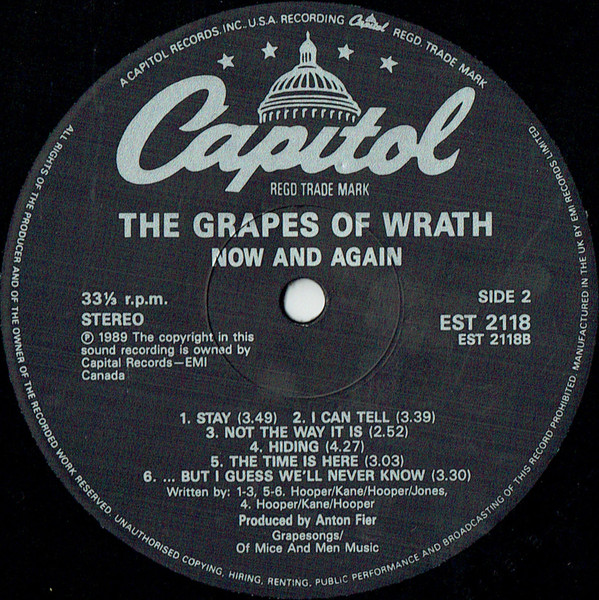 A CAPITOL RECORDS, INC., U.S.A. RECORDING Capitol REGD. TRADE MARK
Capitol
REGD TRADE MARK
THE GRAPES OF WRATH
NOW AND AGAIN
33⅓ r.p.m.
STEREO
Ⓟ 1989 The copyright in this
sound recording is owned by
Capital Records—EMI
Canada
SIDE 2
EST 2118
EST 2118B
1. STAY (3.49) 2. I CAN TELL (3.39)
3. NOT THE WAY IT IS (2.52)
4. HIDING (4.27)
5. THE TIME IS HERE (3.03)
6. ... BUT I GUESS WE'LL NEVER KNOW (3.30)
Written by: 1-3, 5-6. Hooper/Kane/Hooper/Jones,
4. Hooper/Kane/Hooper
Produced by Anton Fier
Grapesongs/
Of Mice And Men Music
ALL RIGHTS OF THE PRODUCER AND OF THE OWNER OF THE RECORDED WORK RESERVED. UNAUTHORISED COPYING, HIRING, RENTING, PUBLIC PERFORMANCE AND BROADCASTING OF THIS RECORD PROHIBITED. MANUFACTURED IN THE UK BY EMI RECORDS LIMITED.